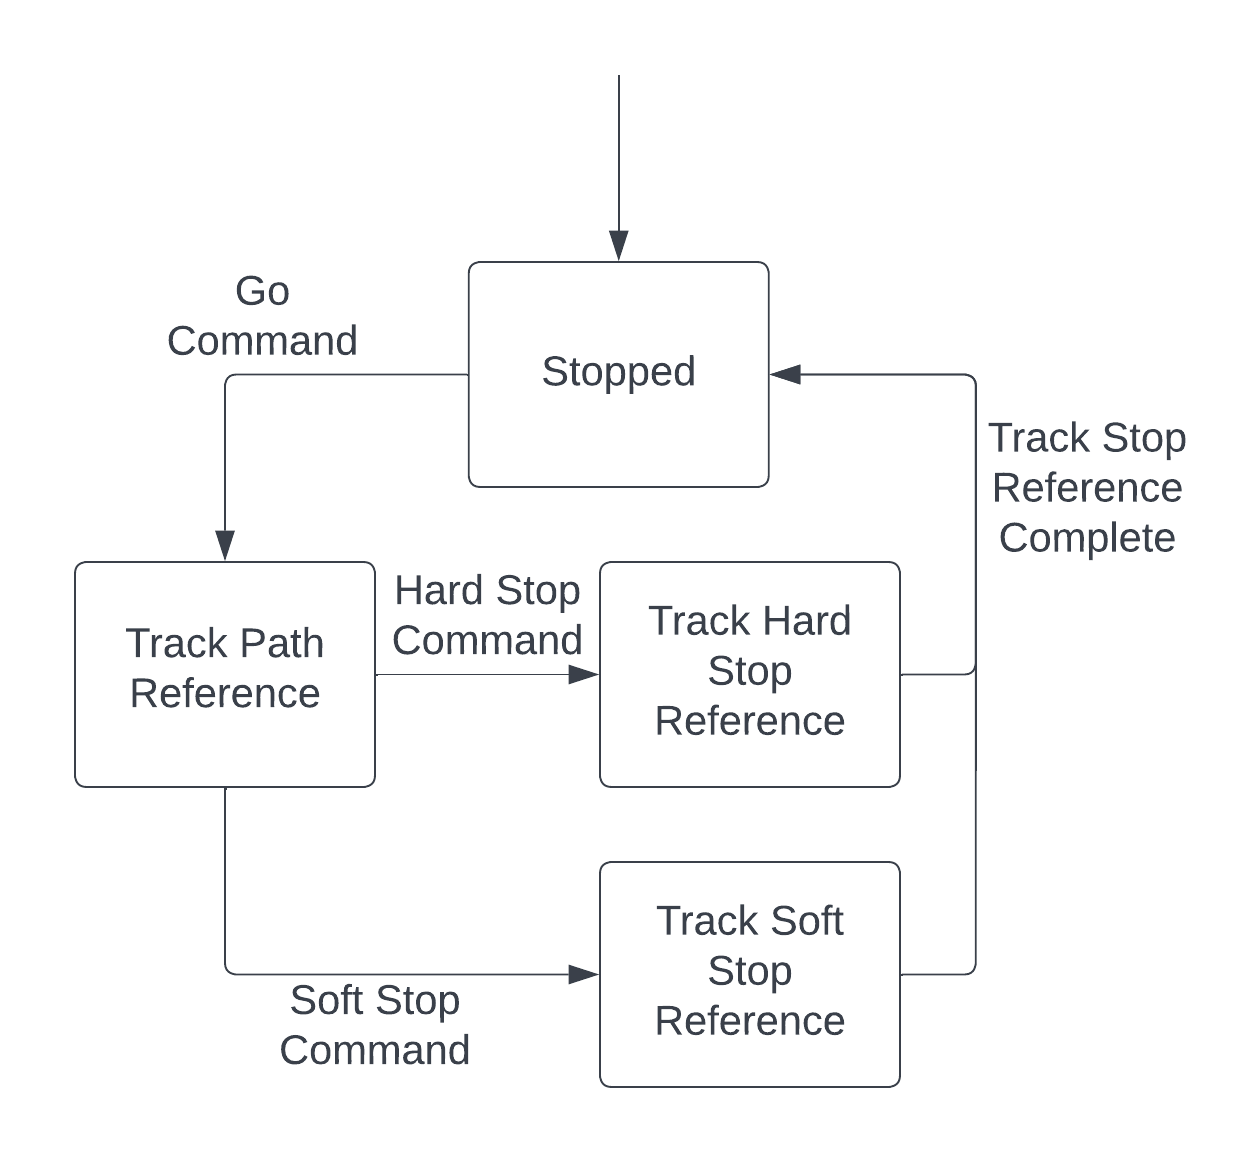 Go
Command
Stopped
Track Stop
Reference
Complete
Track Path
Reference
Hard Stop
Command
Track Hard
Stop
Reference
Track Soft
Stop
Reference
Soft Stop
Command